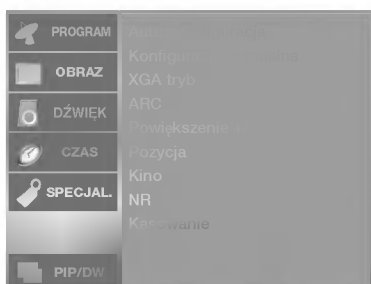 PROGRAM
OBRAZ
DŹWIĘK
CZAS
SPECJAL.
PIP/DW
XGA tryb
ARC
Powiększenie
Pozycja
Kino
NR
Kasowanie